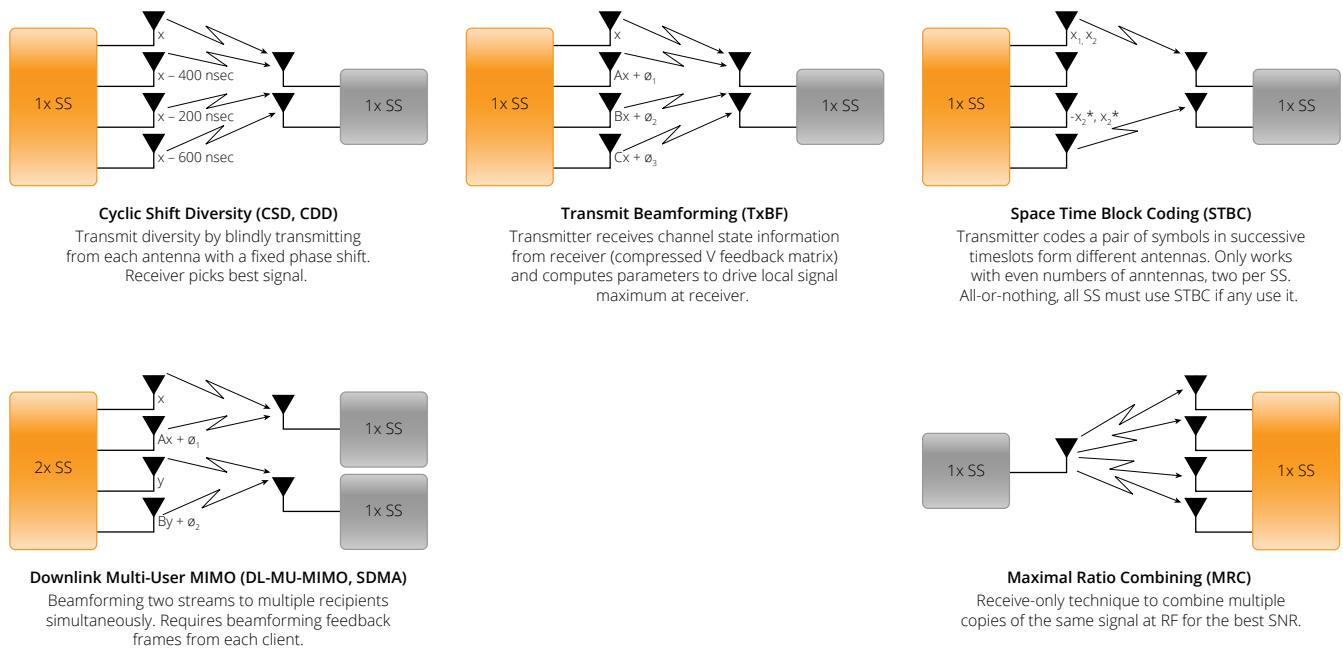 1x SS
x
x – 400 nsec
x – 200 nsec
x – 600 nsec
1x SS
Cyclic Shift Diversity (CSD, CDD)
Transmit diversity by blindly transmitting
from each antenna with a fixed phase shift.
Receiver picks best signal.
1x SS
x
Ax + ø₁
Bx + ø₂
Cx + ø₃
1x SS
Transmit Beamforming (TxBF)
Transmitter receives channel state information
from receiver (compressed V feedback matrix)
and computes parameters to drive local signal
maximum at receiver.
1x SS
x₁, x₂
-x₂*, x₂*
1x SS
Space Time Block Coding (STBC)
Transmitter codes a pair of symbols in successive
timeslots form different antennas. Only works
with even numbers of anntennas, two per SS.
All-or-nothing, all SS must use STBC if any use it.
2x SS
x
Ax + ø₁
y
By + ø₂
1x SS
1x SS
Downlink Multi-User MIMO (DL-MU-MIMO, SDMA)
Beamforming two streams to multiple recipients
simultaneously. Requires beamforming feedback
frames from each client.
1x SS
1x SS
Maximal Ratio Combining (MRC)
Receive-only technique to combine multiple
copies of the same signal at RF for the best SNR.